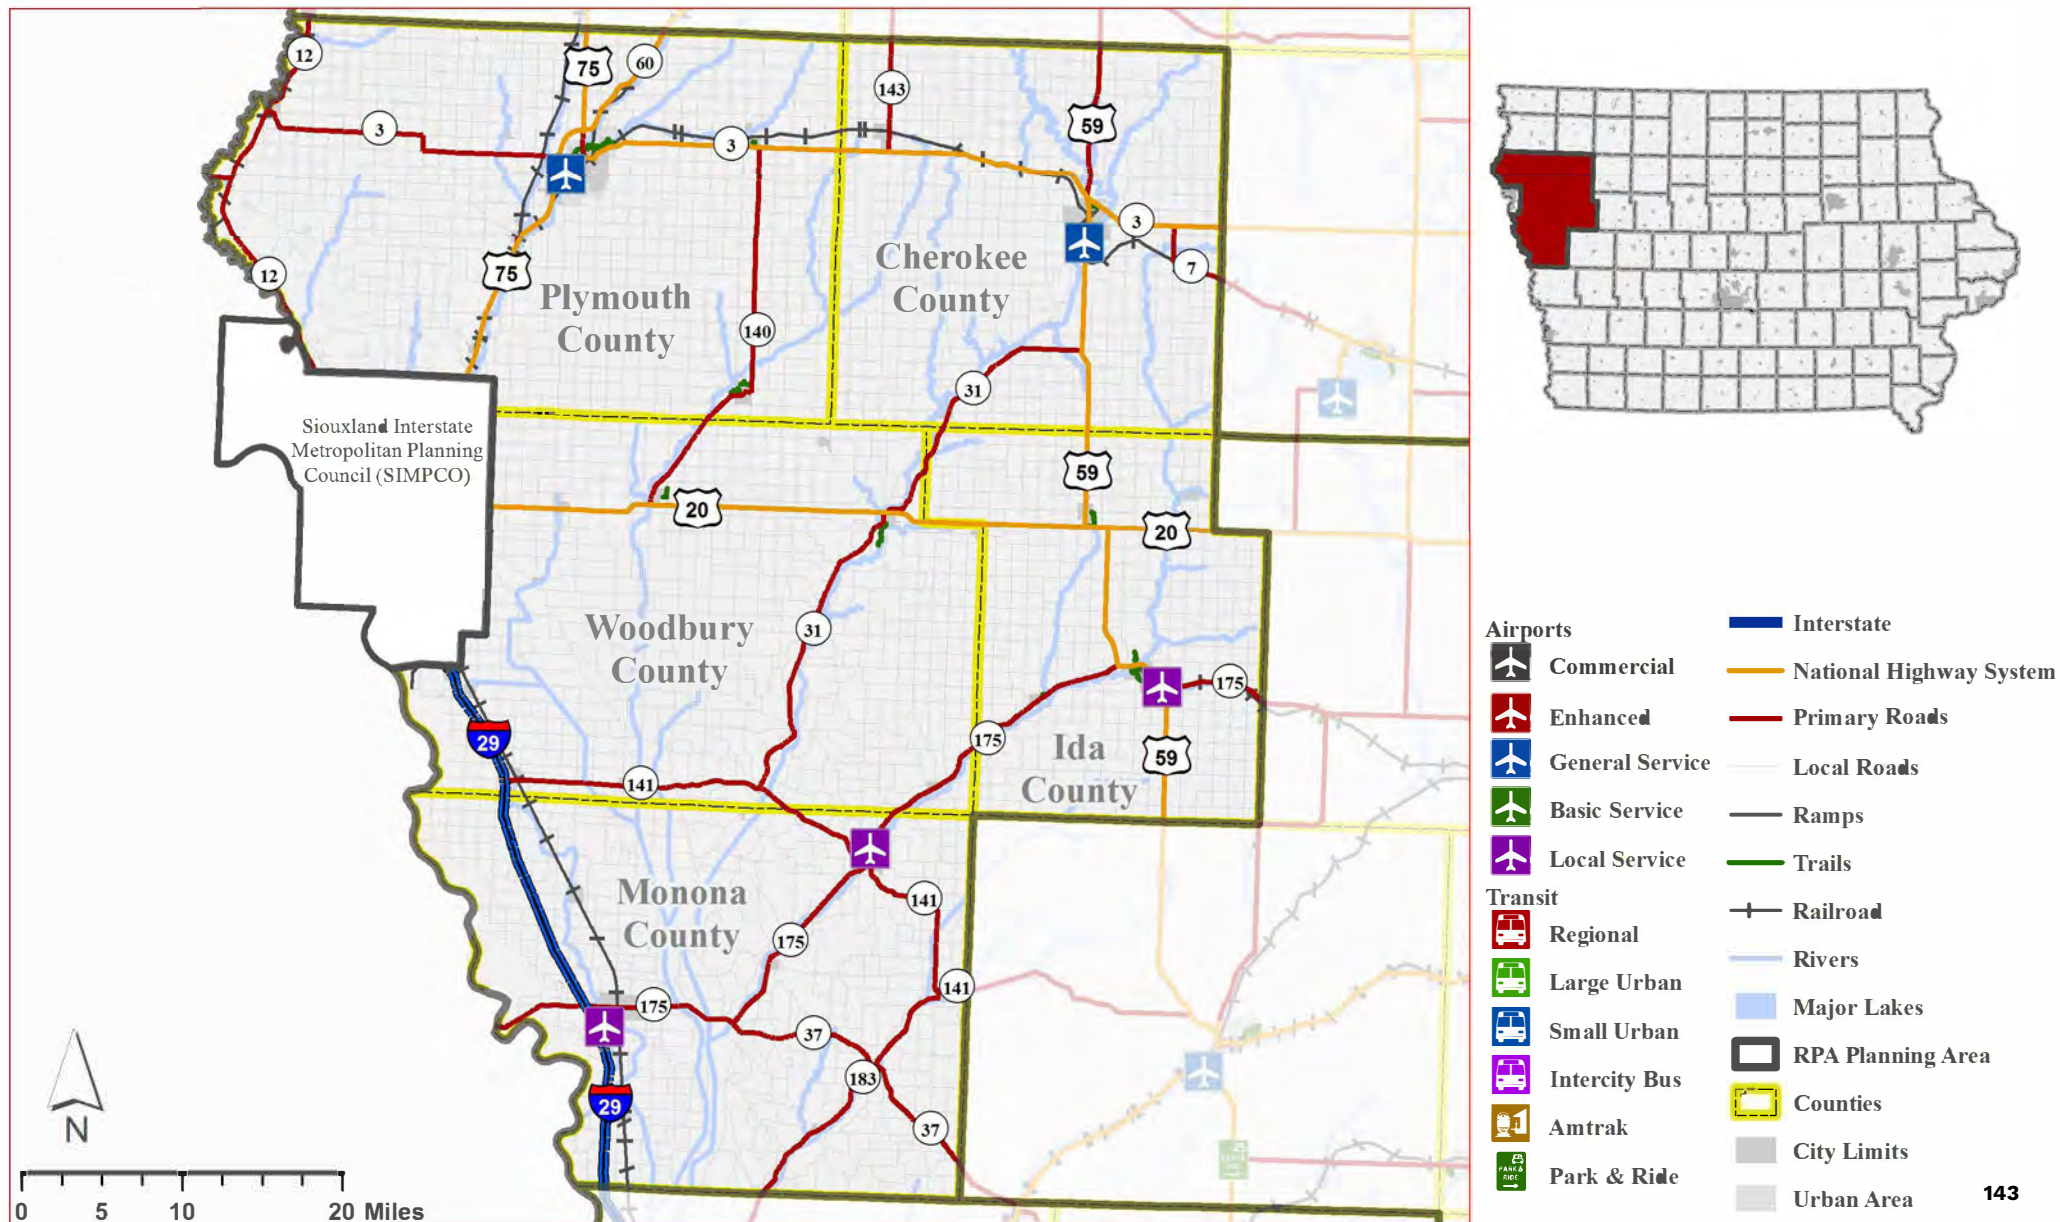 12
75
60
143
59
3
3
3
7
12
75
Plymouth
County
Cherokee
County
140
31
Siouxland Interstate
Metropolitan Planning
Council (SIMPCO)
59
20
20
Woodbury
County
31
175
29
175
Ida
County
59
141
Monona
County
141
175
141
175
37
183
29
37
N
0 5 10 20 Miles
Airports
Commercial
Enhanced
General Service
Basic Service
Local Service
Transit
Regional
Large Urban
Small Urban
Intercity Bus
Amtrak
PARK &
RIDE
Park & Ride
Interstate
National Highway System
Primary Roads
Local Roads
Ramps
Trails
Railroad
Rivers
Major Lakes
RPA Planning Area
Counties
City Limits
Urban Area
143